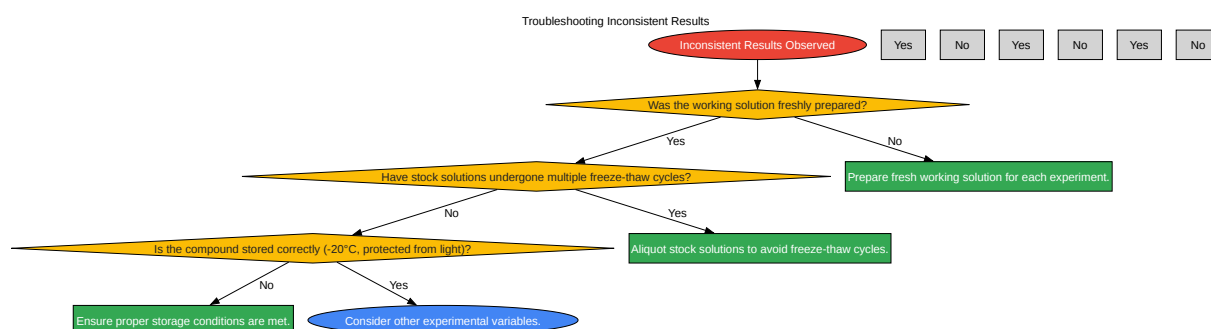 Troubleshooting Inconsistent Results
Inconsistent Results Observed
Yes
No
Yes
No
Yes
No
Was the working solution freshly prepared?
Yes
No
Have stock solutions undergone multiple freeze-thaw cycles?
Prepare fresh working solution for each experiment.
No
Yes
Is the compound stored correctly (-20°C, protected from light)?
Aliquot stock solutions to avoid freeze-thaw cycles.
No
Yes
Ensure proper storage conditions are met.
Consider other experimental variables.